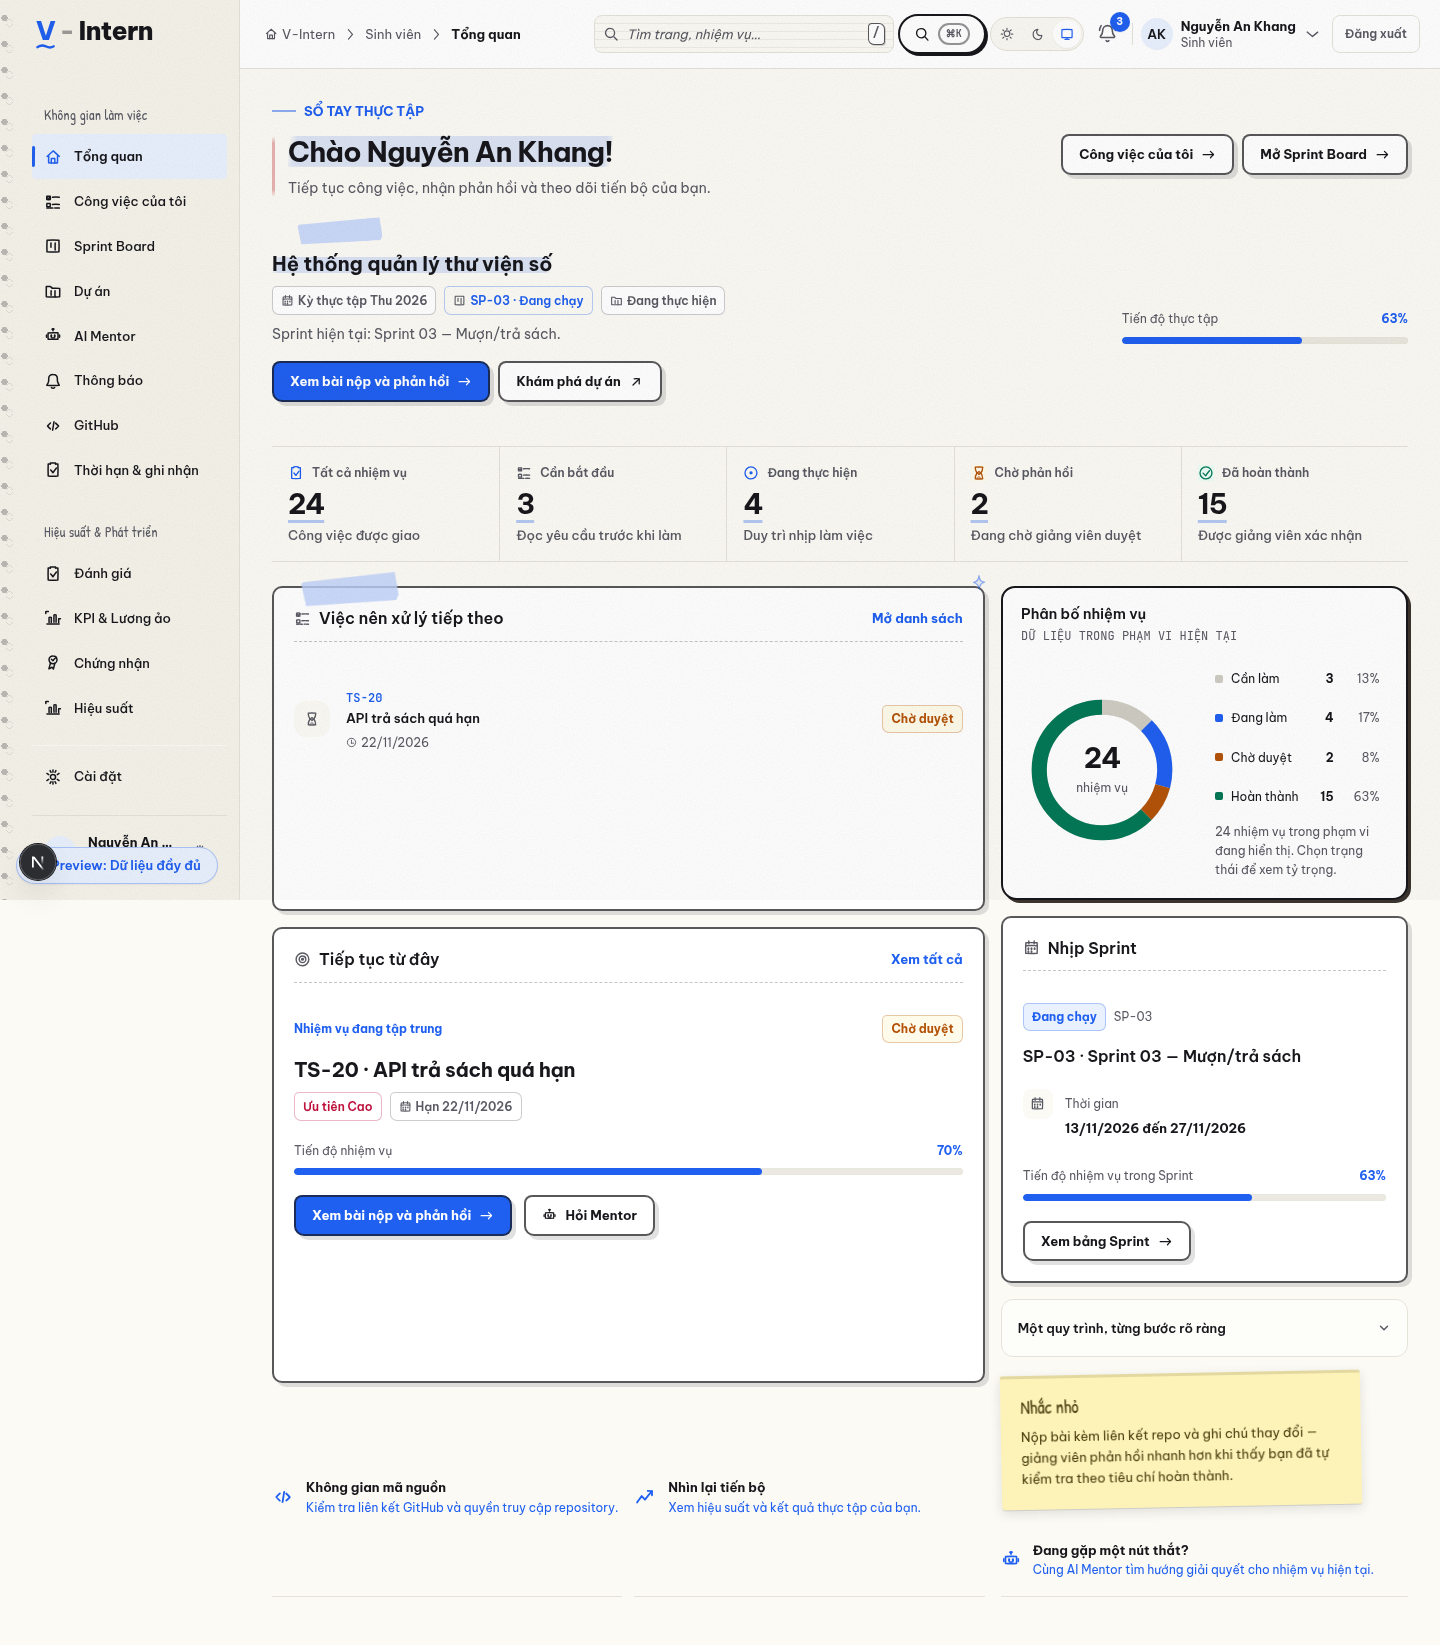 V - Intern
V-Intern > Sinh viên > Tổng quan
Tìm trang, nhiệm vụ... /
⌘K
3
AK
Nguyễn An Khang
Sinh viên
Đăng xuất
Không gian làm việc
Tổng quan
Công việc của tôi
Sprint Board
Dự án
AI Mentor
Thông báo
GitHub
Thời hạn & ghi nhận
Hiệu suất & Phát triển
Đánh giá
KPI & Lương ảo
Chứng nhận
Hiệu suất
Cài đặt
Nguyễn An ...
N
Preview: Dữ liệu đầy đủ
SỔ TAY THỰC TẬP
Chào Nguyễn An Khang!
Tiếp tục công việc, nhận phản hồi và theo dõi tiến bộ của bạn.
Công việc của tôi →
Mở Sprint Board →
Hệ thống quản lý thư viện số
Kỳ thực tập Thu 2026
SP-03 · Đang chạy
Đang thực hiện
Sprint hiện tại: Sprint 03 — Mượn/trả sách.
Xem bài nộp và phản hồi →
Khám phá dự án ↗
Tiến độ thực tập 63%
Tất cả nhiệm vụ
24
Công việc được giao
Cần bắt đầu
3
Đọc yêu cầu trước khi làm
Đang thực hiện
4
Duy trì nhịp làm việc
Chờ phản hồi
2
Đang chờ giảng viên duyệt
Đã hoàn thành
15
Được giảng viên xác nhận
Việc nên xử lý tiếp theo
Mở danh sách
TS-20
API trả sách quá hạn
22/11/2026
Chờ duyệt
Phân bố nhiệm vụ
DỮ LIỆU TRONG PHẠM VI HIỆN TẠI
24
nhiệm vụ
Cần làm 3 13%
Đang làm 4 17%
Chờ duyệt 2 8%
Hoàn thành 15 63%
24 nhiệm vụ trong phạm vi
đang hiển thị. Chọn trạng
thái để xem tỷ trọng.
Tiếp tục từ đây
Xem tất cả
Nhiệm vụ đang tập trung
Chờ duyệt
TS-20 · API trả sách quá hạn
Ưu tiên Cao
Hạn 22/11/2026
Tiến độ nhiệm vụ 70%
Xem bài nộp và phản hồi →
Hỏi Mentor
Nhịp Sprint
Đang chạy SP-03
SP-03 · Sprint 03 — Mượn/trả sách
Thời gian
13/11/2026 đến 27/11/2026
Tiến độ nhiệm vụ trong Sprint 63%
Xem bảng Sprint →
Một quy trình, từng bước rõ ràng
Nhắc nhỏ
Nộp bài kèm liên kết repo và ghi chú thay đổi —
giảng viên phản hồi nhanh hơn khi thấy bạn đã tự
kiểm tra theo tiêu chí hoàn thành.
Không gian mã nguồn
Kiểm tra liên kết GitHub và quyền truy cập repository.
Nhìn lại tiến bộ
Xem hiệu suất và kết quả thực tập của bạn.
Đang gặp một nút thắt?
Cùng AI Mentor tìm hướng giải quyết cho nhiệm vụ hiện tại.